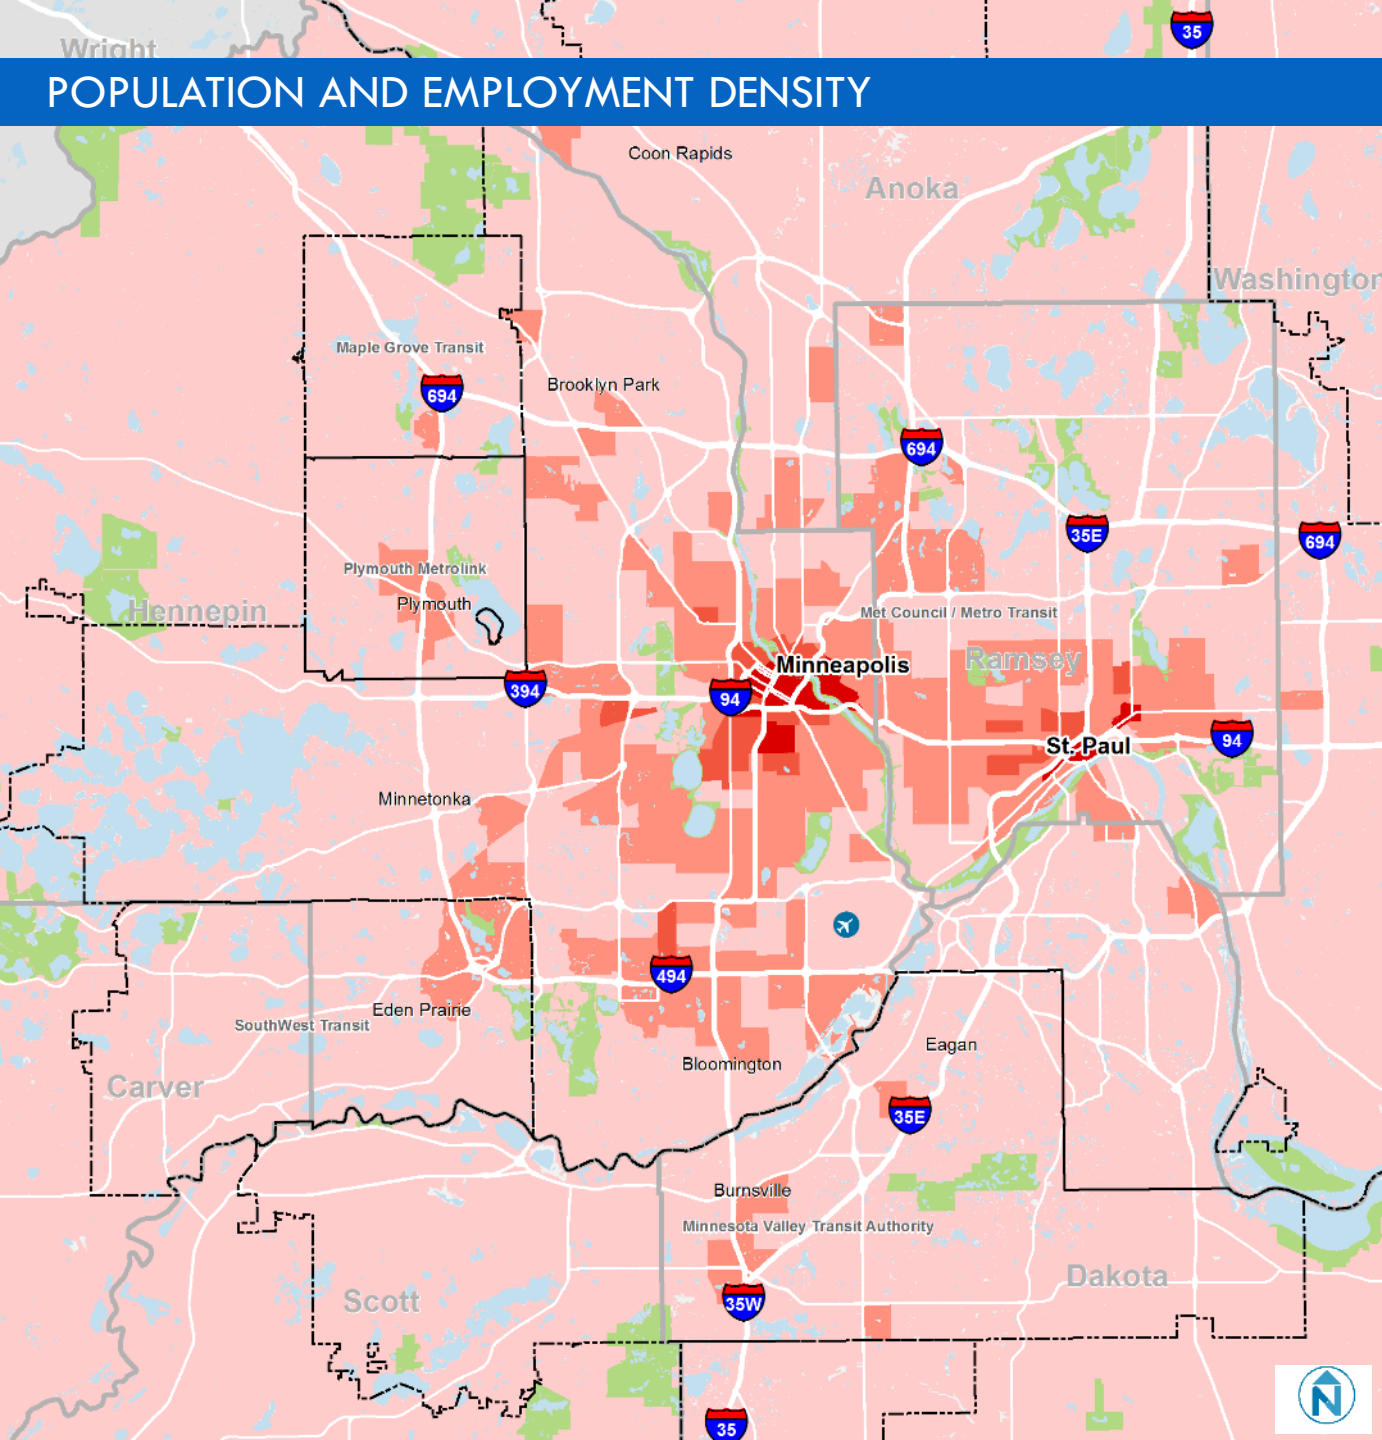 35
Wright
POPULATION AND EMPLOYMENT DENSITY
Coon Rapids
Anoka
Washington
Maple Grove Transit
Brooklyn Park
694
694
35E
694
Plymouth Metrolink
Plymouth
Hennepin
Met Council / Metro Transit
Ramsey
Minneapolis
394
94
St. Paul
94
Minnetonka
494
Eden Prairie
SouthWest Transit
Eagan
Bloomington
Carver
35E
Burnsville
Minnesota Valley Transit Authority
Dakota
Scott
35W
N
35